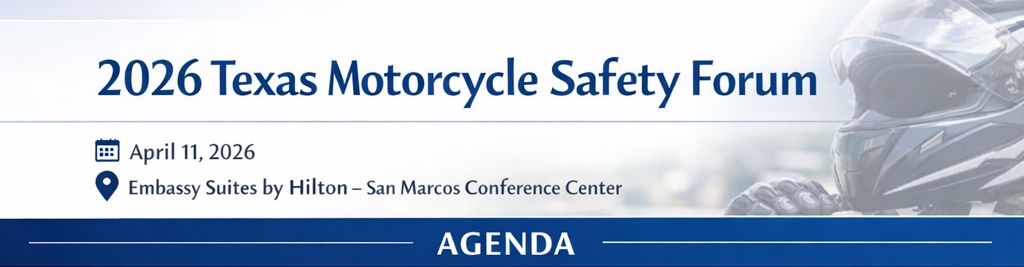 2026 Texas Motorcycle Safety Forum
April 11, 2026
Embassy Suites by Hilton – San Marcos Conference Center
AGENDA